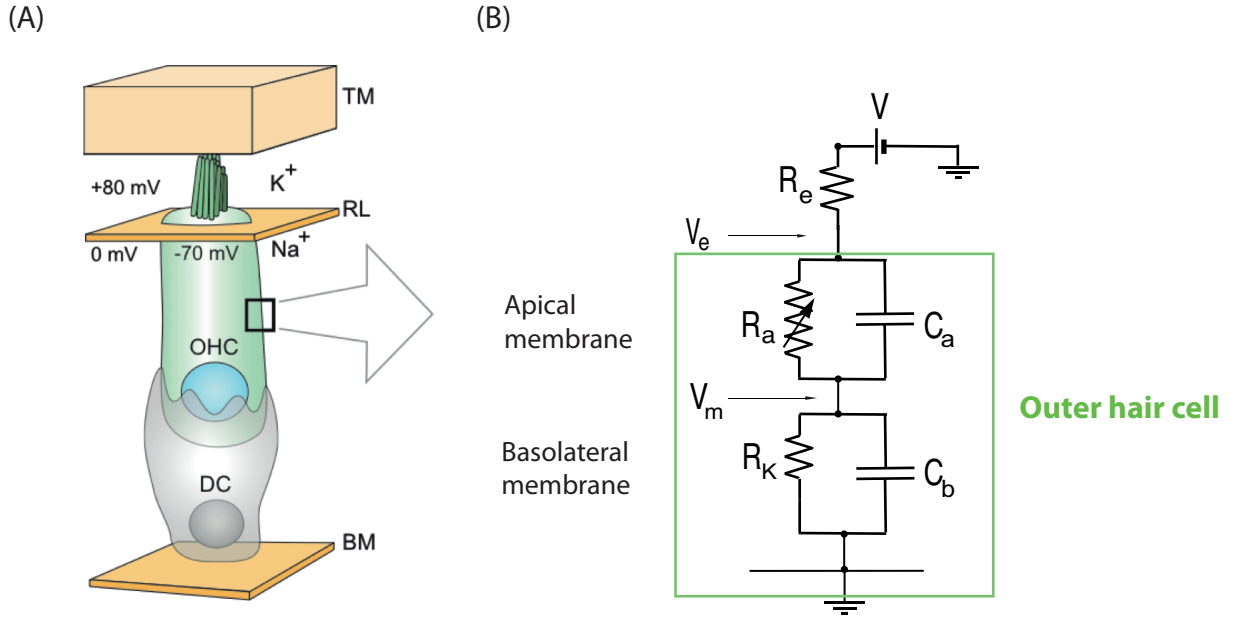 (A)
(B)
TM
+80 mV
K+
RL
0 mV
-70 mV
Na+
OHC
DC
BM
V
Re
Ve
Apical
membrane
Ra
Ca
Vm
Outer hair cell
Basolateral
membrane
RK
Cb